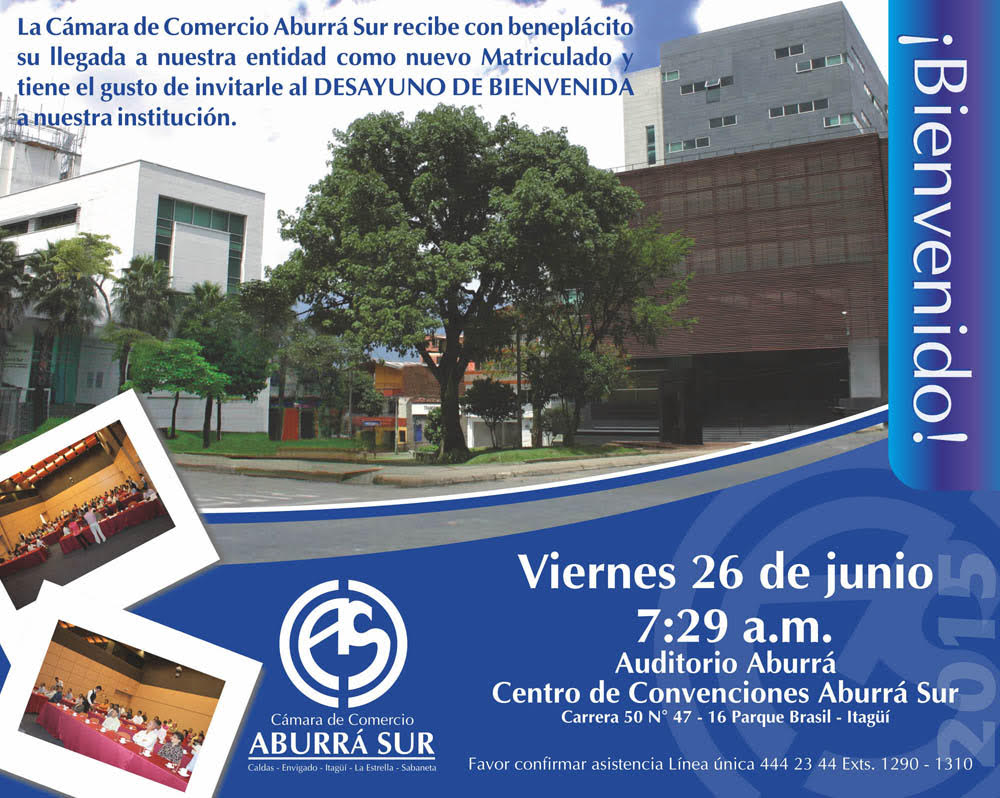 La Cámara de Comercio Aburrá Sur recibe con beneplácito
su llegada a nuestra entidad como nuevo Matriculado y
tiene el gusto de invitarle al DESAYUNO DE BIENVENIDA
a nuestra institución.
¡Bienvenido!
Viernes 26 de junio
7:29 a.m.
Auditorio Aburrá
Centro de Convenciones Aburrá Sur
Carrera 50 N° 47 - 16 Parque Brasil - Itagüí
2015
AS
Cámara de Comercio
ABURRÁ SUR
Caldas - Envigado - Itagüí - La Estrella - Sabaneta
Favor confirmar asistencia Línea única 444 23 44 Exts. 1290 - 1310